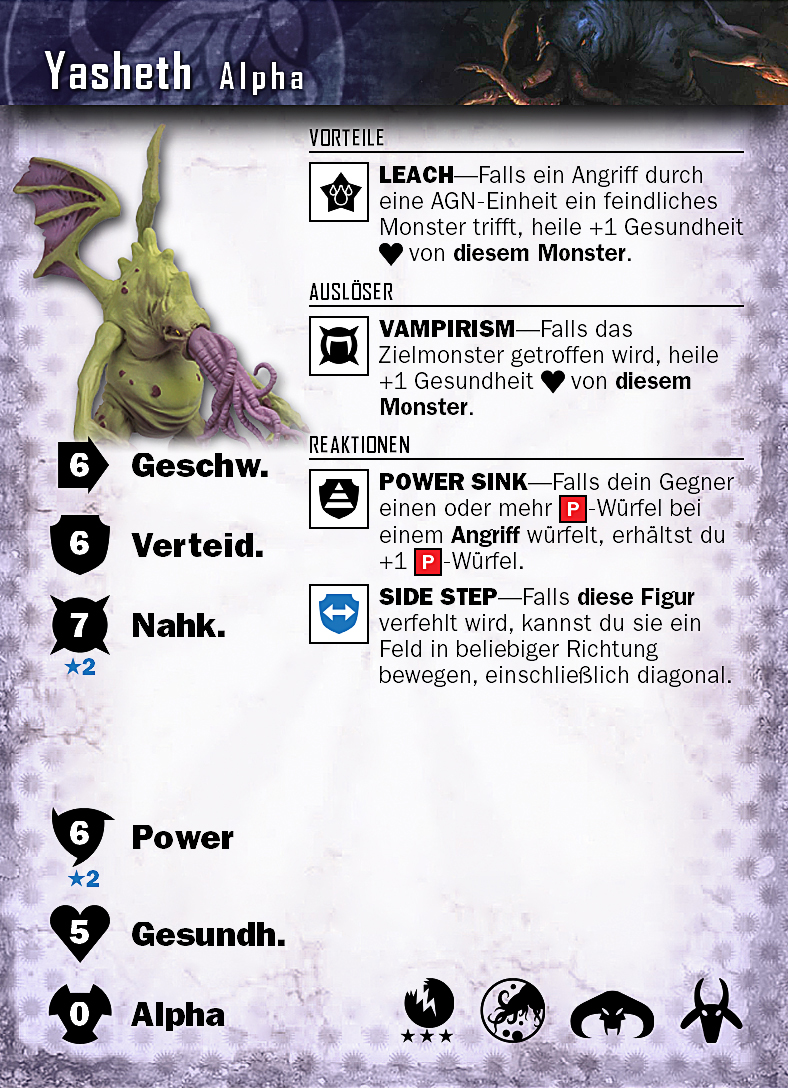 Yasheth Alpha
VORTEILE
LEACH—Falls ein Angriff durch
eine AGN-Einheit ein feindliches
Monster trifft, heile +1 Gesundheit
♥ von diesem Monster.
AUSLÖSER
VAMPIRISM—Falls das
Zielmonster getroffen wird, heile
+1 Gesundheit ♥ von diesem
Monster.
REAKTIONEN
POWER SINK—Falls dein Gegner
einen oder mehr P-Würfel bei
einem Angriff würfelt, erhältst du
+1 P-Würfel.
SIDE STEP—Falls diese Figur
verfehlt wird, kannst du sie ein
Feld in beliebiger Richtung
bewegen, einschließlich diagonal.
6 Geschw.
6 Verteid.
7 Nahk.
★2
6 Power
★2
5 Gesundh.
0 Alpha
★★★